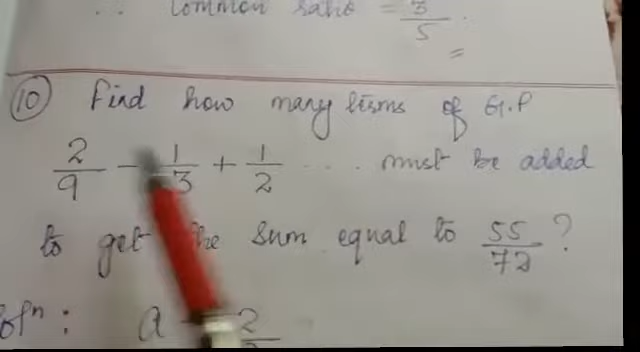 ∴ Common ratio = 3/5
=
(10) Find how many terms of G.P
2/9 - 1/3 + 1/2 ... must be added
to get the sum equal to 55/72 ?
Solⁿ : a 2